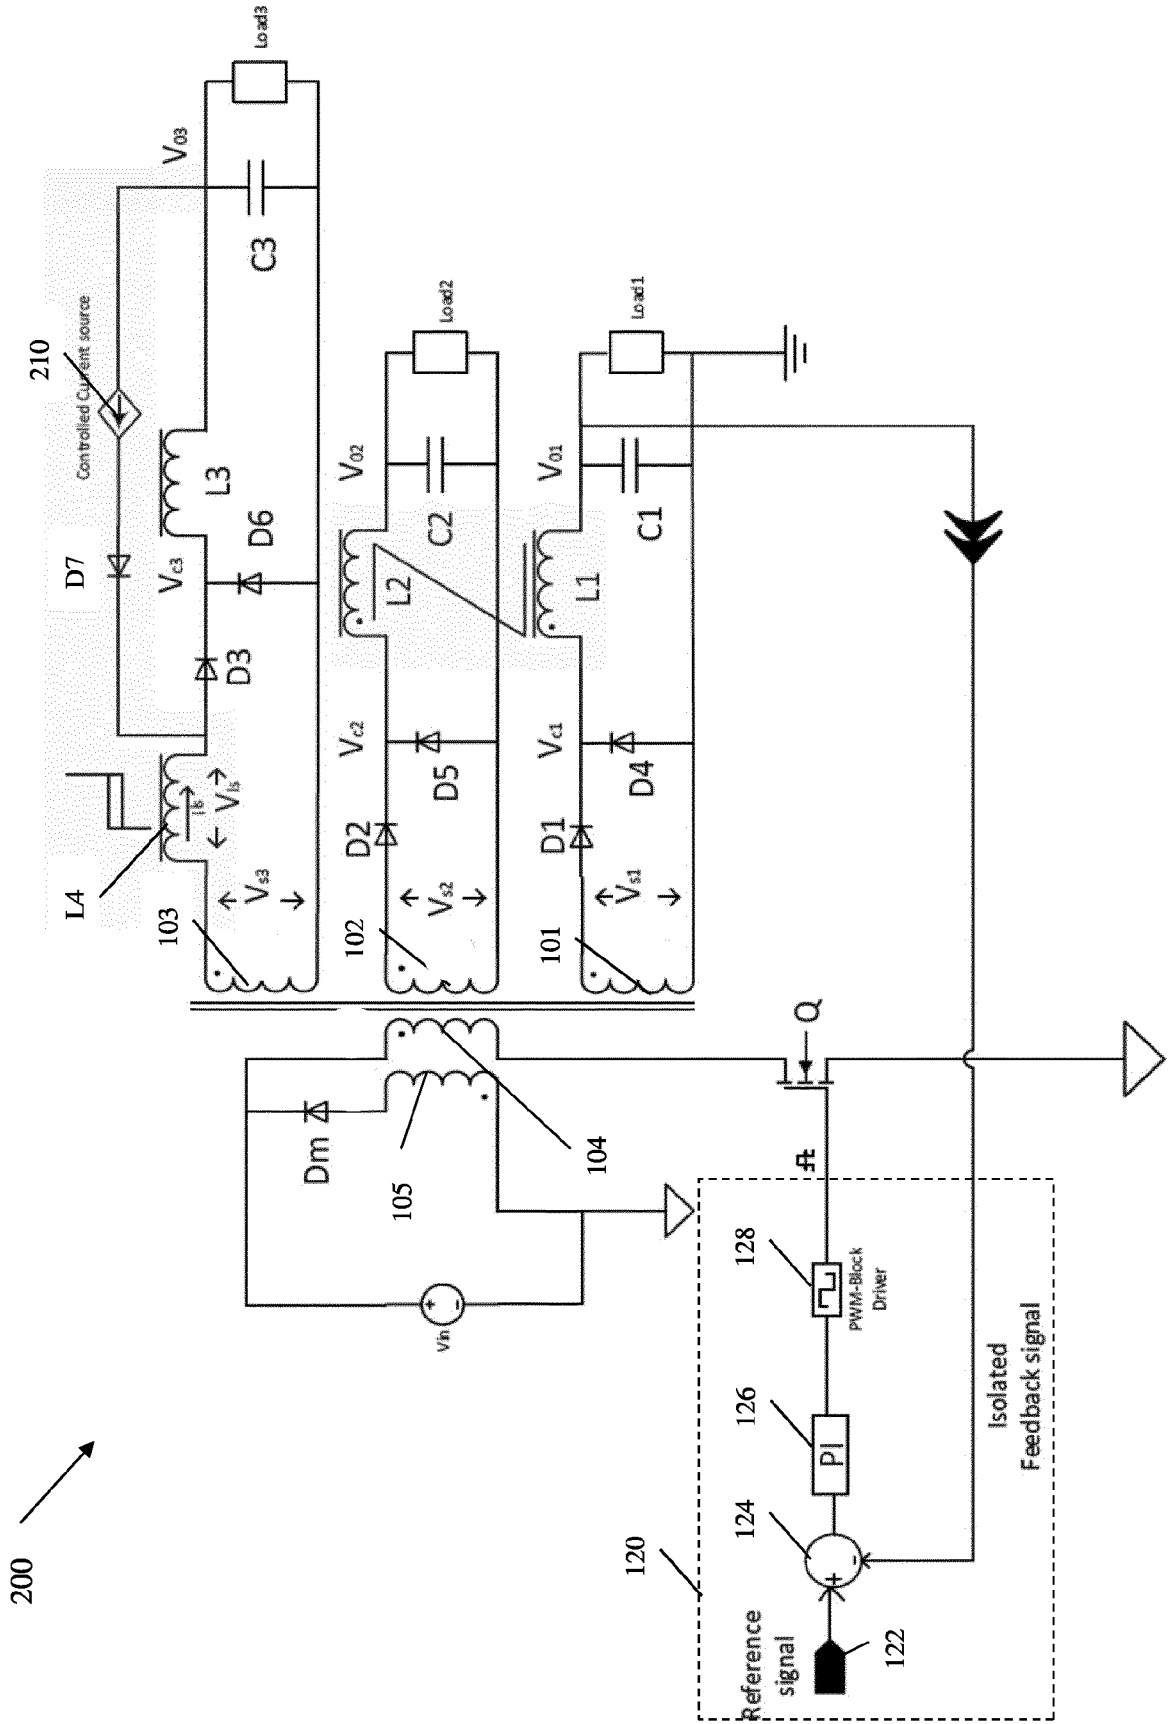 200
Reference signal
122
120
124
126
PI
128
PWM-Block Driver
Isolated Feedback signal
+
-
Vin
+
-
Dm
105
104
Q
103
102
101
Vs3
Vs2
Vs1
L4
Is
Vls
D7
D3
D2
D1
Vc3
Vc2
Vc1
D6
D5
D4
L3
L2
L1
210
Controlled Current source
V03
V02
V01
C3
C2
C1
Load3
Load2
Load1